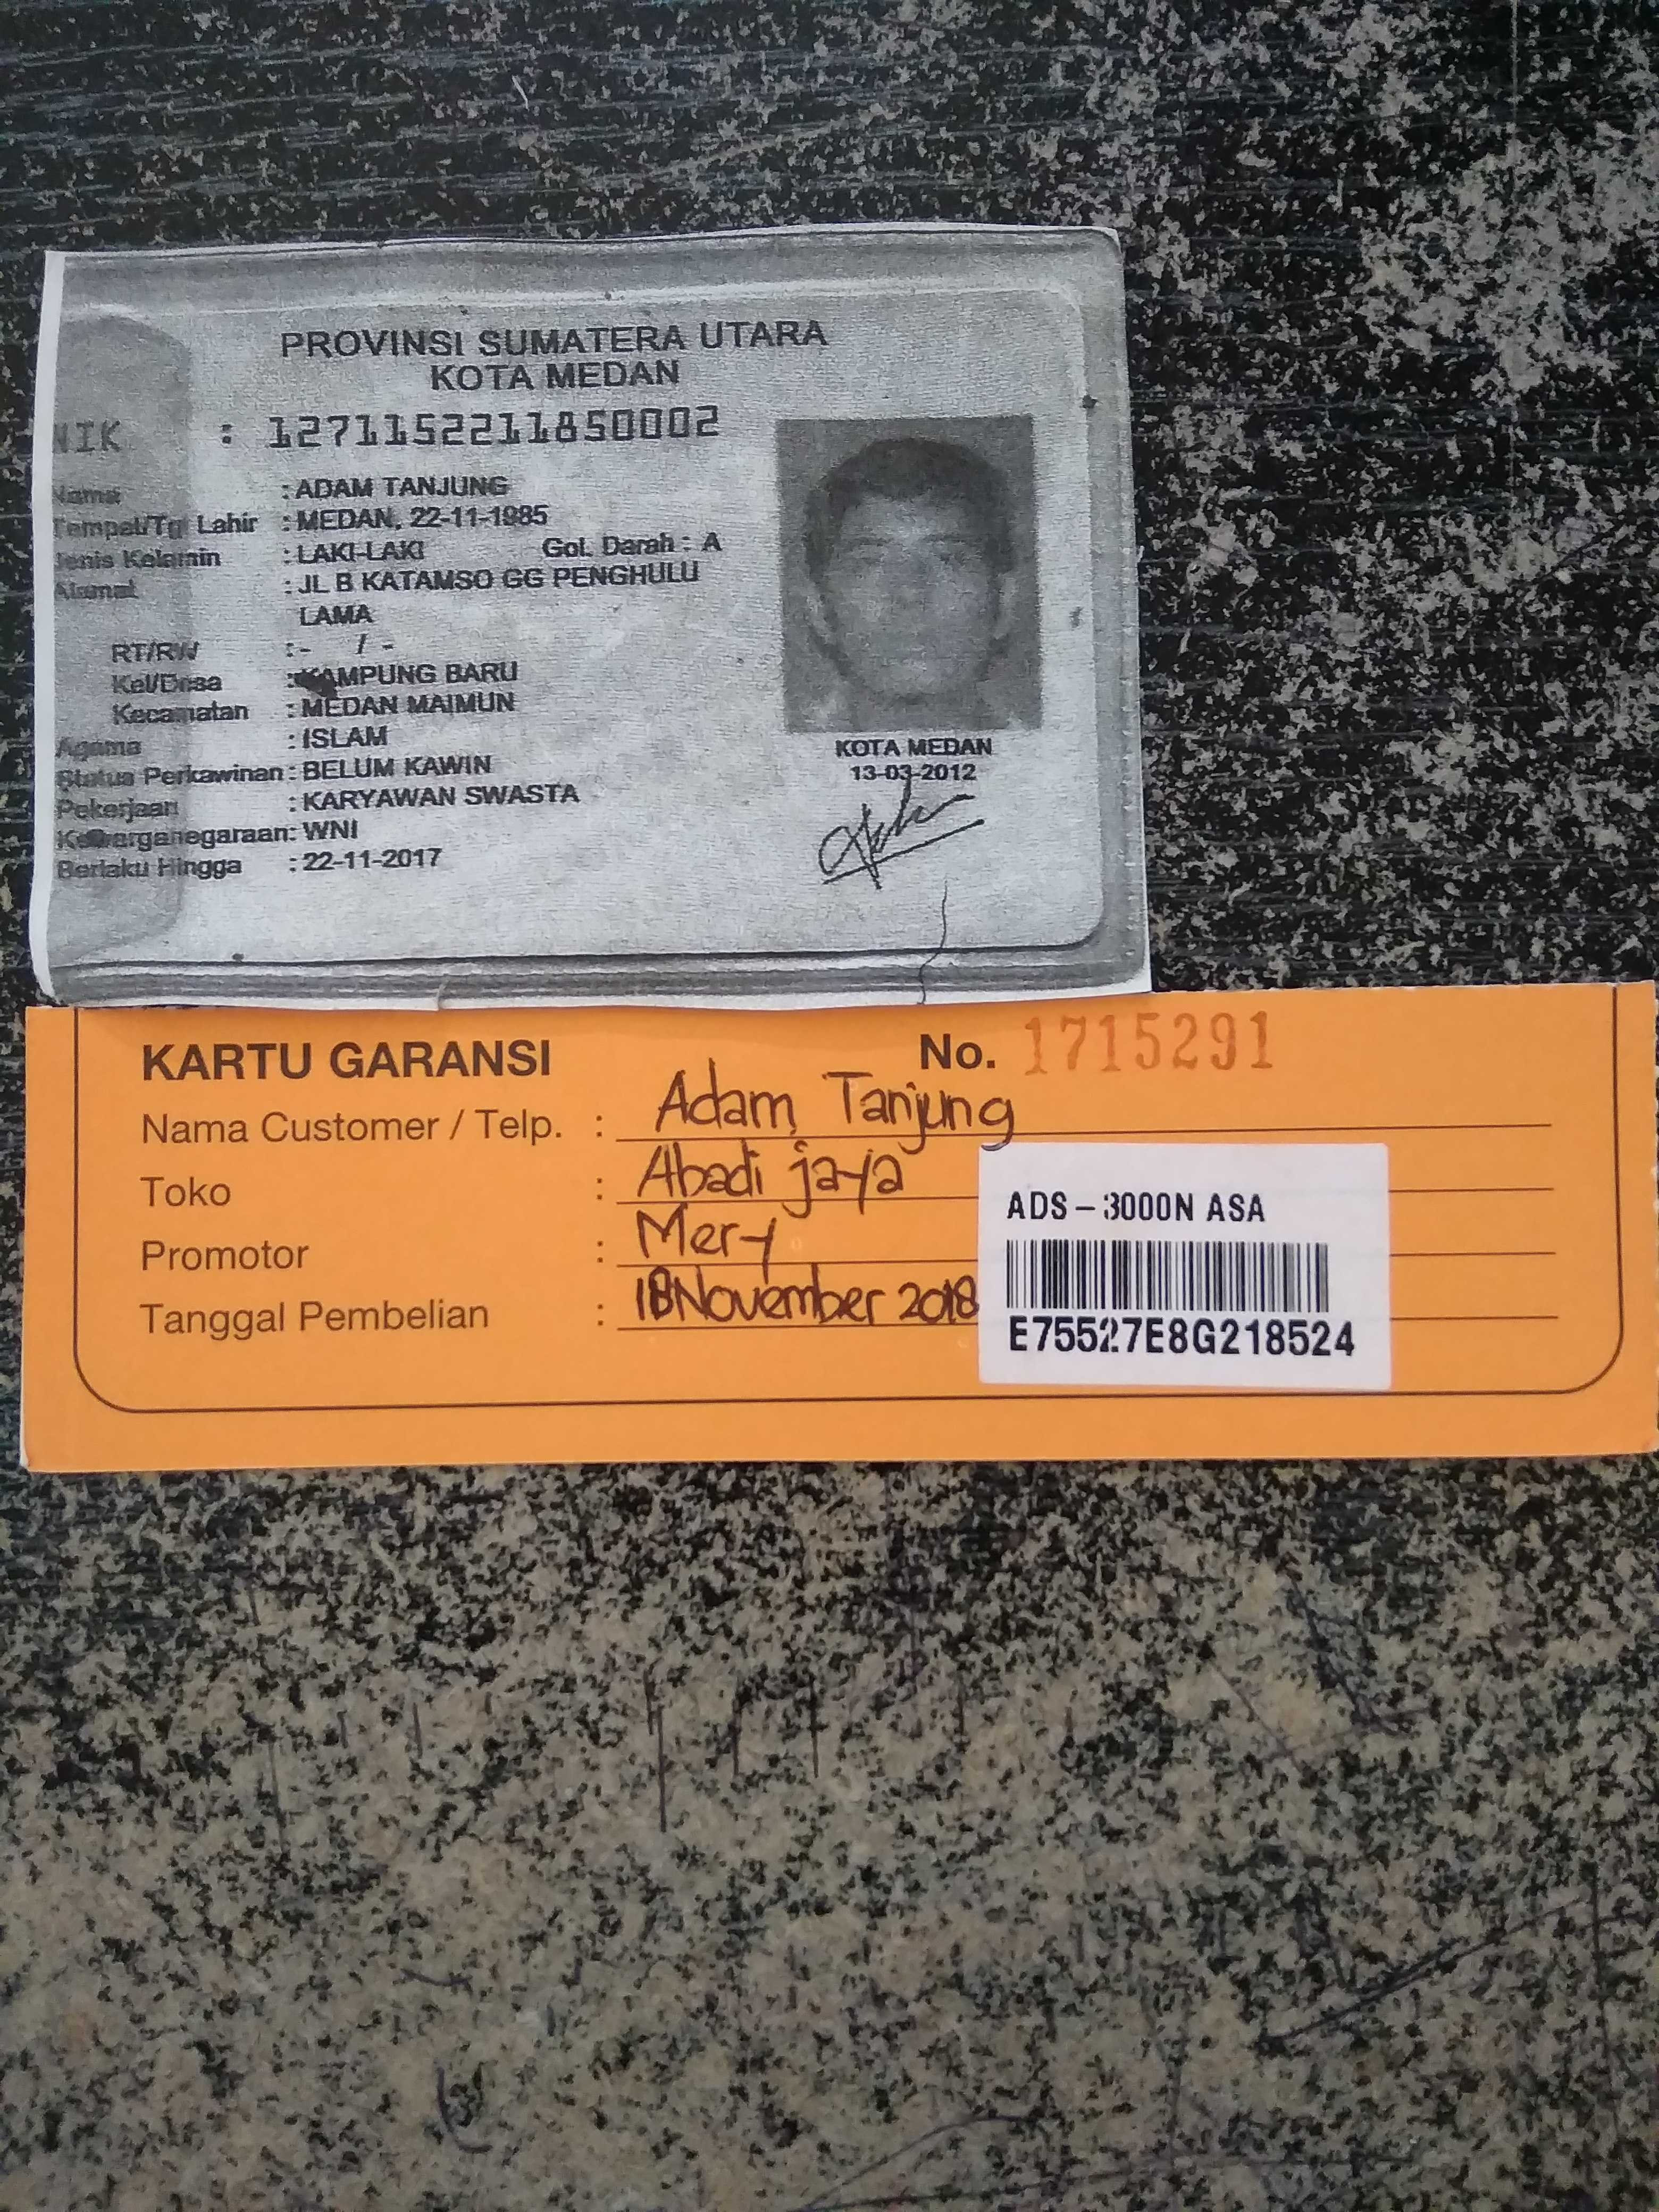 PROVINSI SUMATERA UTARA
KOTA MEDAN
NIK : 1271152211850002
Nama : ADAM TANJUNG
Tempat/Tgl Lahir : MEDAN, 22-11-1985
Jenis Kelamin : LAKI-LAKI Gol. Darah : A
Alamat : JL B KATAMSO GG PENGHULU
LAMA
RT/RW : - / -
Kel/Desa : KAMPUNG BARU
Kecamatan : MEDAN MAIMUN
Agama : ISLAM
Status Perkawinan : BELUM KAWIN
Pekerjaan : KARYAWAN SWASTA
Kewarganegaraan : WNI
Berlaku Hingga : 22-11-2017
KOTA MEDAN
13-03-2012
KARTU GARANSI No. 1715291
Nama Customer / Telp. : Adam Tanjung
Toko : Abadi jaya
Promotor : Mery
Tanggal Pembelian : 18 November 2018
ADS - 3000N ASA
E75527E8G218524